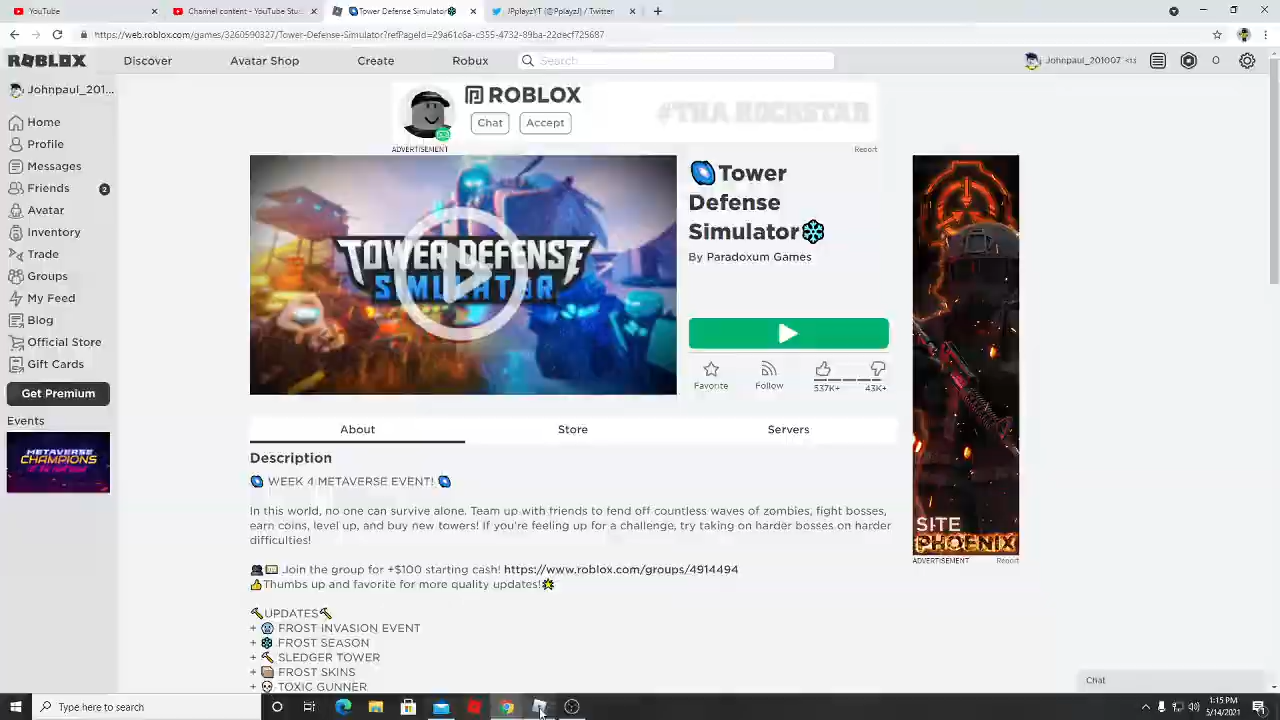 YouTube
Channel content - YouTube Stud
Tower Defense Simulator
JPplayzYT (@PplayzJ) / Twitter
https://web.roblox.com/games/3260590327/Tower-Defense-Simulator?refPageId=29a61c6a-c355-4732-89ba-22decf725687
ROBLOX
Discover
Avatar Shop
Create
Robux
Search
Johnpaul_201007 <13
0
Johnpaul_201...
Home
Profile
Messages
Friends
2
Avatar
Inventory
Trade
Groups
My Feed
Blog
Official Store
Gift Cards
Get Premium
Events
METAVERSE
CHAMPIONS
ROBLOX
Chat
Accept
#THA ROCKSTAR
ADVERTISEMENT
Report
TOWER DEFENSE
SIMULATOR
Tower
Defense
Simulator
By Paradoxum Games
Favorite
Follow
537K+
43K+
SITE
PHOENIX
ADVERTISEMENT
Report
About
Store
Servers
Description
WEEK 4 METAVERSE EVENT!
In this world, no one can survive alone. Team up with friends to fend off countless waves of zombies, fight bosses,
earn coins, level up, and buy new towers! If you're feeling up for a challenge, try taking on harder bosses on harder
difficulties!
Join the group for +$100 starting cash! https://www.roblox.com/groups/4914494
Thumbs up and favorite for more quality updates!
UPDATES
+ FROST INVASION EVENT
+ FROST SEASON
+ SLEDGER TOWER
+ FROST SKINS
+ TOXIC GUNNER
Chat
Type here to search
1:15 PM
5/14/2021